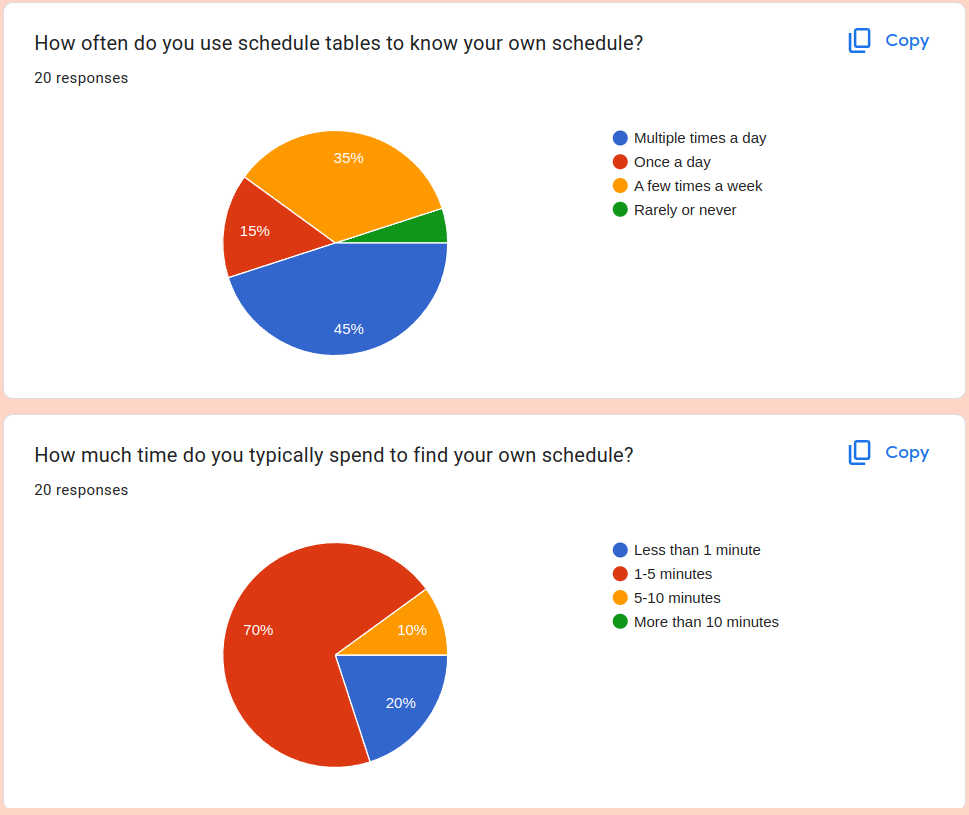 How often do you use schedule tables to know your own schedule?
Copy
20 responses
35%
15%
45%
Multiple times a day
Once a day
A few times a week
Rarely or never
How much time do you typically spend to find your own schedule?
Copy
20 responses
70%
10%
20%
Less than 1 minute
1-5 minutes
5-10 minutes
More than 10 minutes